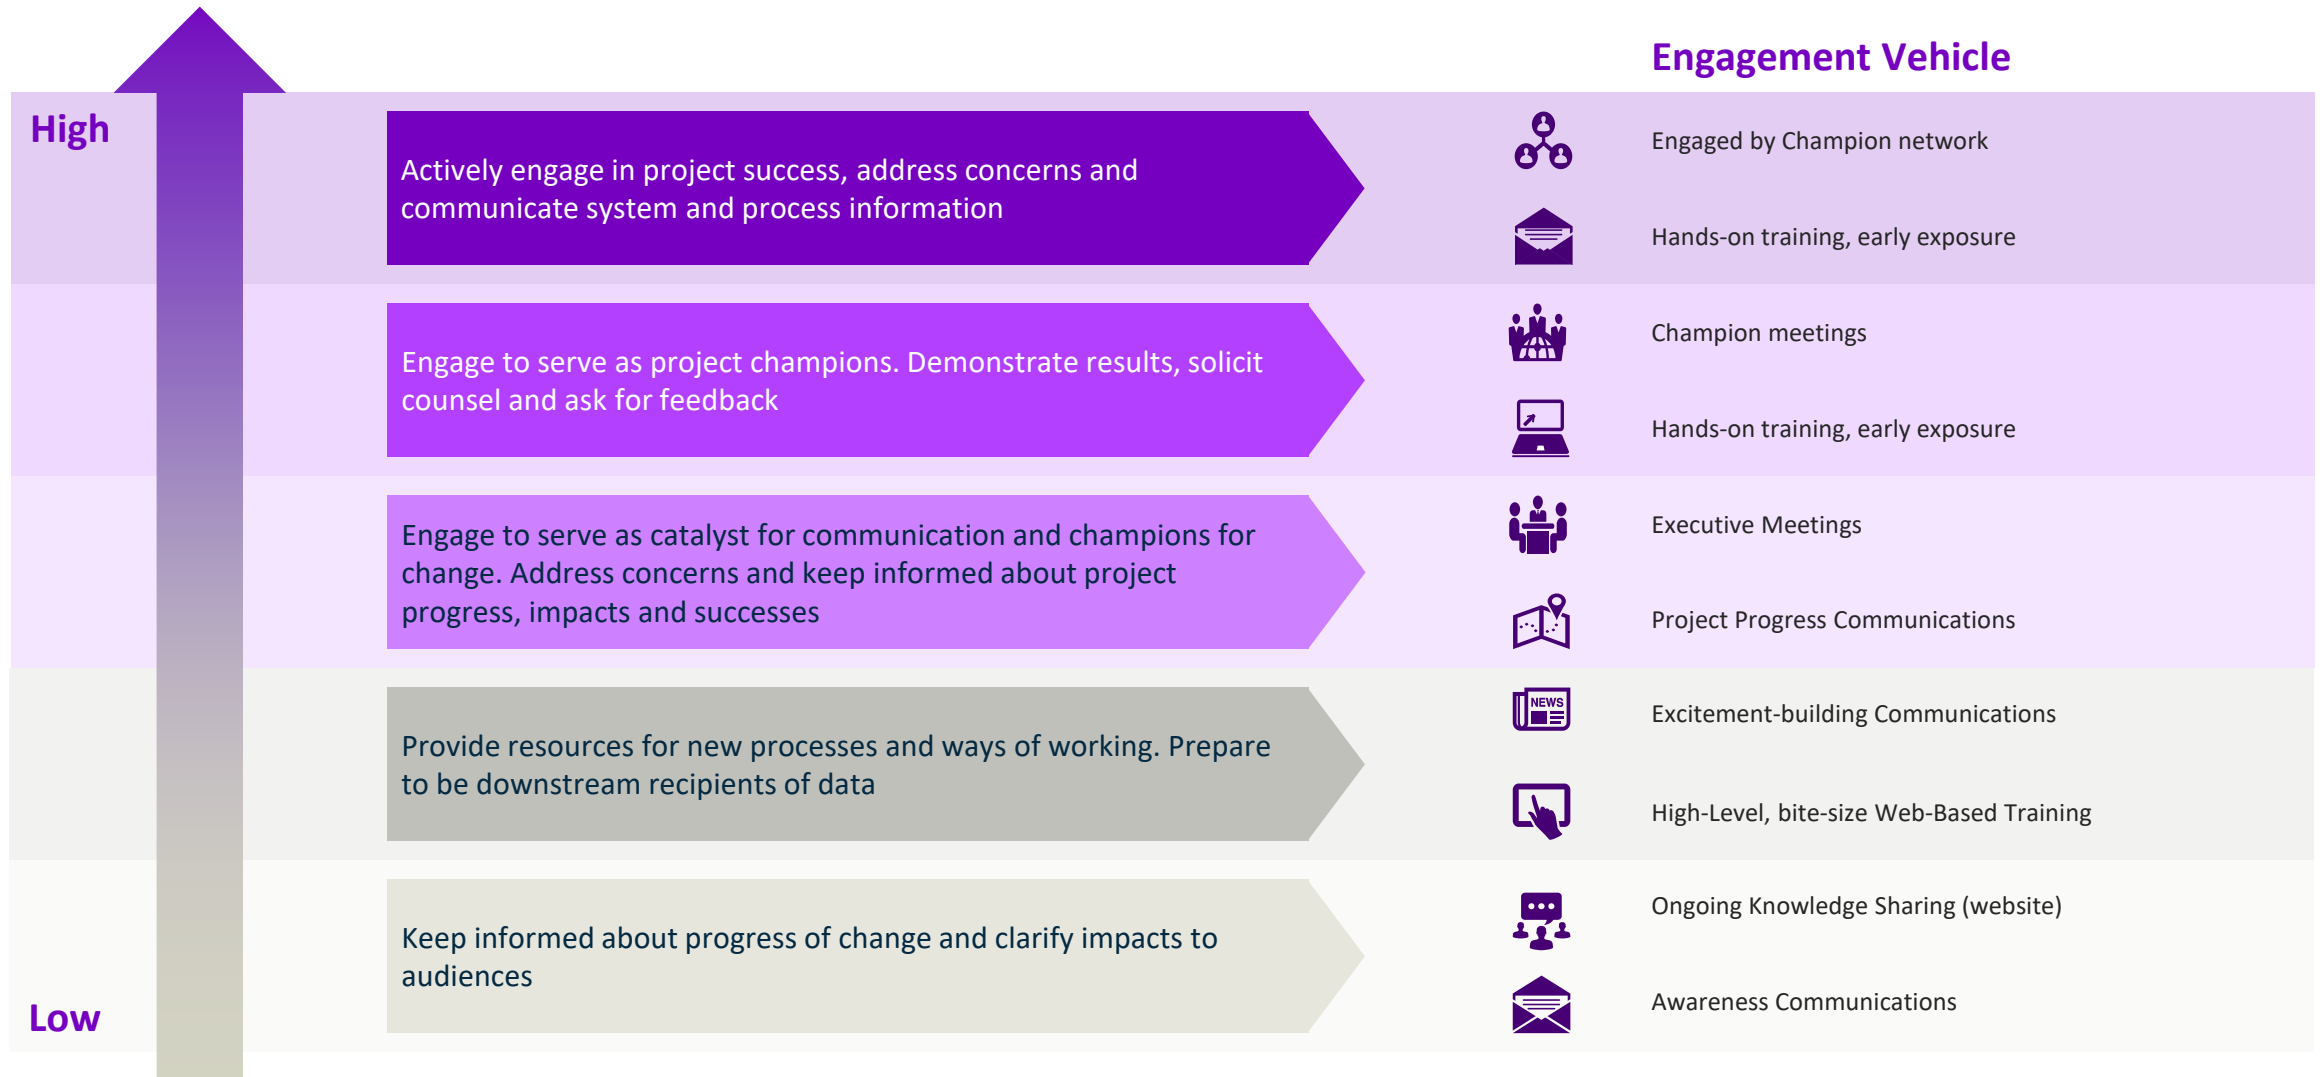 Engagement Vehicle
High
Actively engage in project success, address concerns and
communicate system and process information
Engaged by Champion network
Hands-on training, early exposure
Engage to serve as project champions. Demonstrate results, solicit
counsel and ask for feedback
Champion meetings
Hands-on training, early exposure
Engage to serve as catalyst for communication and champions for
change. Address concerns and keep informed about project
progress, impacts and successes
Executive Meetings
Project Progress Communications
Provide resources for new processes and ways of working. Prepare
to be downstream recipients of data
NEWS
Excitement-building Communications
High-Level, bite-size Web-Based Training
Keep informed about progress of change and clarify impacts to
audiences
Ongoing Knowledge Sharing (website)
Awareness Communications
Low